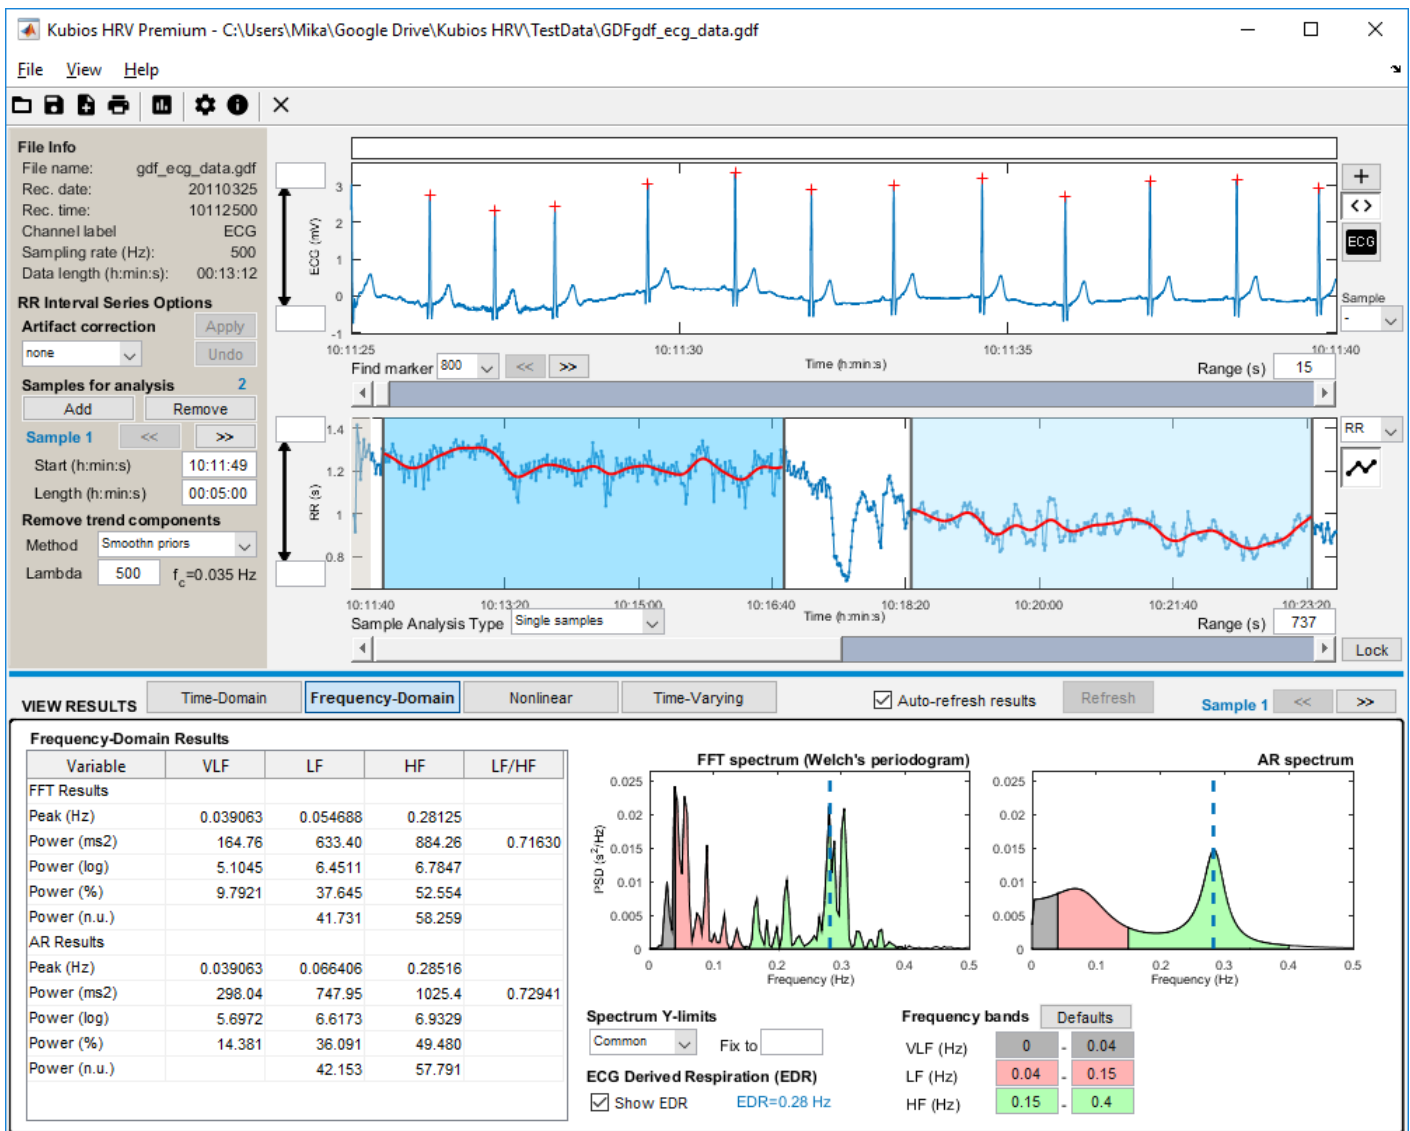 Kubios HRV Premium - C:\Users\Mika\Google Drive\Kubios HRV\TestData\GDFgdf_ecg_data.gdf
File View Help
File Info
File name: gdf_ecg_data.gdf
Rec. date: 20110325
Rec. time: 10112500
Channel label ECG
Sampling rate (Hz): 500
Data length (h:min:s): 00:13:12
RR Interval Series Options
Artifact correction Apply
none Undo
Samples for analysis 2
Add Remove
Sample 1 << >>
Start (h:min:s) 10:11:49
Length (h:min:s) 00:05:00
Remove trend components
Method Smoothn priors
Lambda 500 fc=0.035 Hz
ECG (mV)
3
2
1
0
-1
10:11:25 10:11:30 10:11:35 10:11:40
Time (h:min:s)
+
<>
ECG
Sample
-
Find marker 800 << >> Range (s) 15
RR (s)
1.4
1.2
1
0.8
10:11:40 10:13:20 10:15:00 10:16:40 10:18:20 10:20:00 10:21:40 10:23:20
Time (h:min:s)
RR
Sample Analysis Type Single samples Range (s) 737
Lock
VIEW RESULTS Time-Domain Frequency-Domain Nonlinear Time-Varying Auto-refresh results Refresh Sample 1 << >>
Frequency-Domain Results
Variable VLF LF HF LF/HF
FFT Results
Peak (Hz) 0.039063 0.054688 0.28125
Power (ms2) 164.76 633.40 884.26 0.71630
Power (log) 5.1045 6.4511 6.7847
Power (%) 9.7921 37.645 52.554
Power (n.u.) 41.731 58.259
AR Results
Peak (Hz) 0.039063 0.066406 0.28516
Power (ms2) 298.04 747.95 1025.4 0.72941
Power (log) 5.6972 6.6173 6.9329
Power (%) 14.381 36.091 49.480
Power (n.u.) 42.153 57.791
FFT spectrum (Welch's periodogram)
PSD (s2/Hz)
0.025
0.02
0.015
0.01
0.005
0
0 0.1 0.2 0.3 0.4 0.5
Frequency (Hz)
AR spectrum
0.025
0.02
0.015
0.01
0.005
0
0 0.1 0.2 0.3 0.4 0.5
Frequency (Hz)
Spectrum Y-limits
Common Fix to
ECG Derived Respiration (EDR)
Show EDR EDR=0.28 Hz
Frequency bands Defaults
VLF (Hz) 0 - 0.04
LF (Hz) 0.04 - 0.15
HF (Hz) 0.15 - 0.4